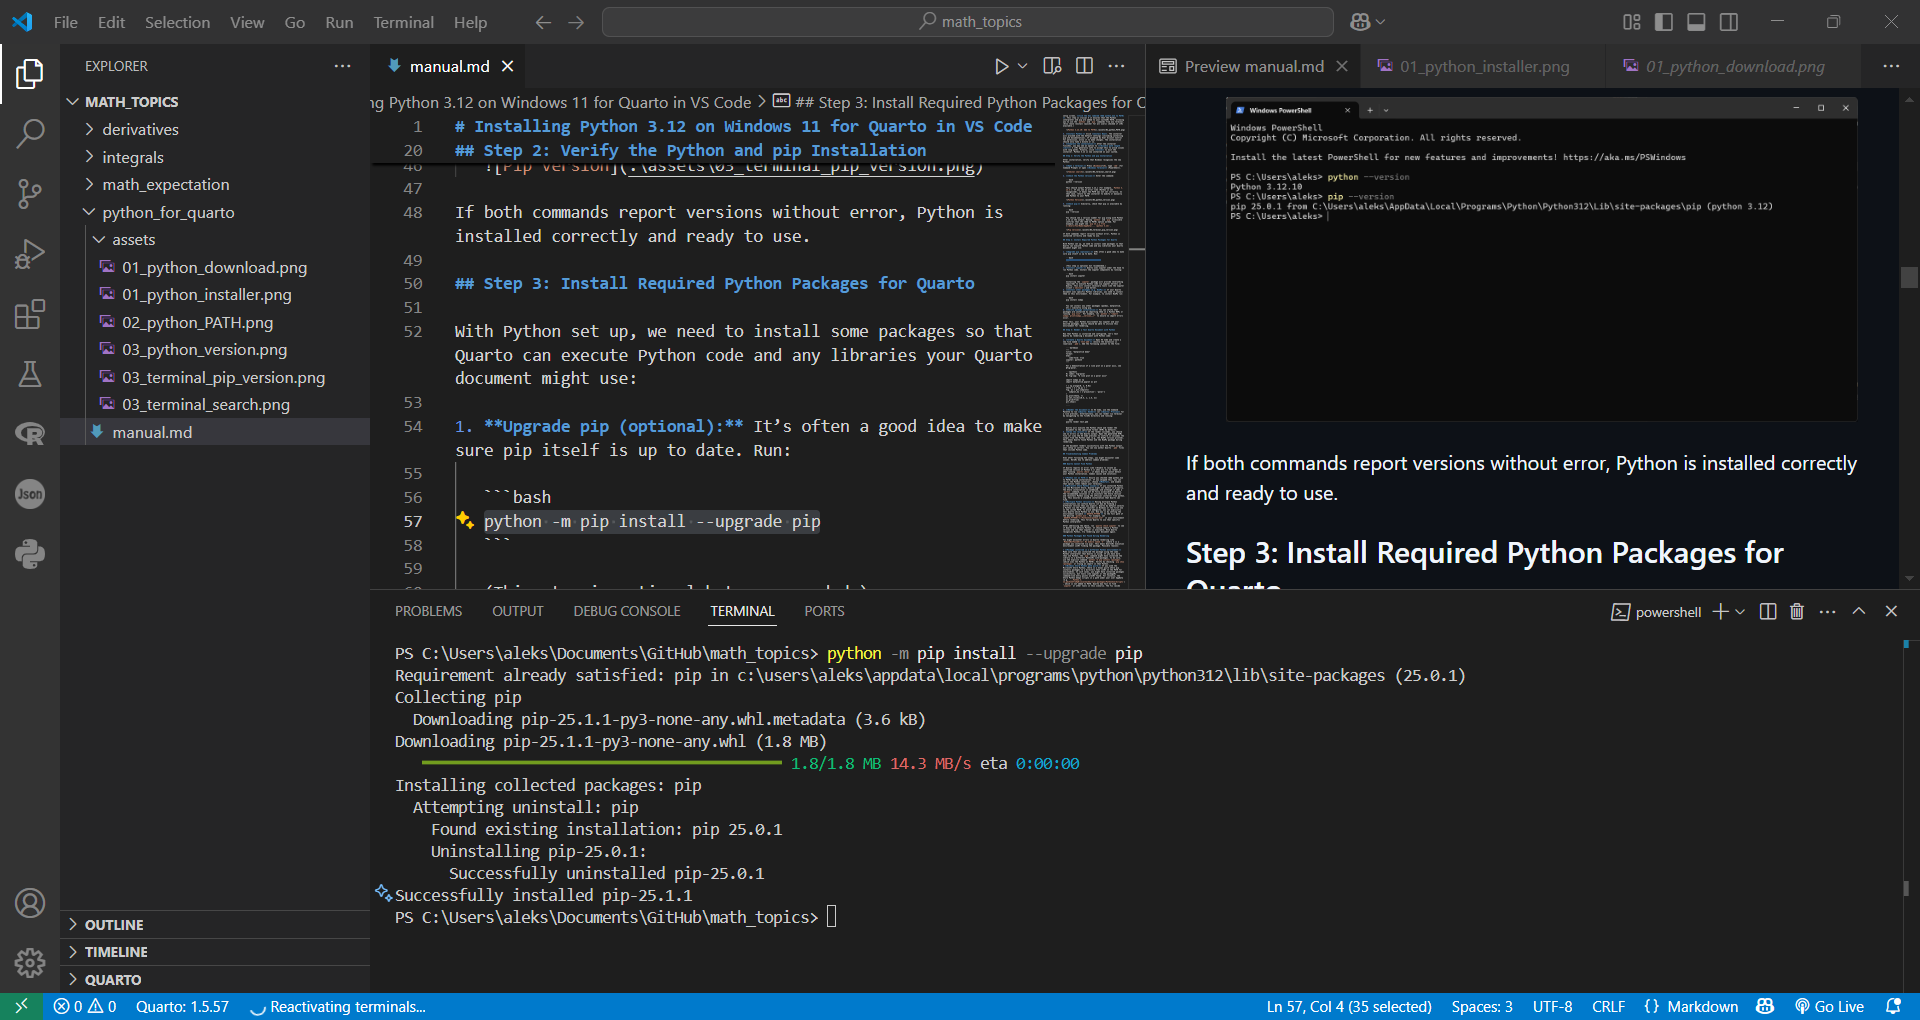 File Edit Selection View Go Run Terminal Help
math_topics
EXPLORER
MATH_TOPICS
derivatives
integrals
math_expectation
python_for_quarto
assets
01_python_download.png
01_python_installer.png
02_python_PATH.png
03_python_version.png
03_terminal_pip_version.png
03_terminal_search.png
manual.md
OUTLINE
TIMELINE
QUARTO
Json
manual.md
ng Python 3.12 on Windows 11 for Quarto in VS Code > ## Step 3: Install Required Python Packages for
1 # Installing Python 3.12 on Windows 11 for Quarto in VS Code
20 ## Step 2: Verify the Python and pip Installation
46 ![Pip version](.\assets\03_terminal_pip_version.png)
47
48 If both commands report versions without error, Python is
installed correctly and ready to use.
49
50 ## Step 3: Install Required Python Packages for Quarto
51
52 With Python set up, we need to install some packages so that
Quarto can execute Python code and any libraries your Quarto
document might use:
53
54 1. **Upgrade pip (optional):** It’s often a good idea to make
sure pip itself is up to date. Run:
55
56 ```bash
57 python -m pip install --upgrade pip
58 ```
59
Preview manual.md
01_python_installer.png
01_python_download.png
Windows PowerShell
Windows PowerShell
Copyright (C) Microsoft Corporation. All rights reserved.
Install the latest PowerShell for new features and improvements! https://aka.ms/PSWindows
PS C:\Users\aleks> python --version
Python 3.12.10
PS C:\Users\aleks> pip --version
pip 25.0.1 from C:\Users\aleks\AppData\Local\Programs\Python\Python312\Lib\site-packages\pip (python 3.12)
PS C:\Users\aleks>
If both commands report versions without error, Python is installed correctly
and ready to use.
Step 3: Install Required Python Packages for
Quarto
PROBLEMS OUTPUT DEBUG CONSOLE TERMINAL PORTS
powershell
PS C:\Users\aleks\Documents\GitHub\math_topics> python -m pip install --upgrade pip
Requirement already satisfied: pip in c:\users\aleks\appdata\local\programs\python\python312\lib\site-packages (25.0.1)
Collecting pip
Downloading pip-25.1.1-py3-none-any.whl.metadata (3.6 kB)
Downloading pip-25.1.1-py3-none-any.whl (1.8 MB)
1.8/1.8 MB 14.3 MB/s eta 0:00:00
Installing collected packages: pip
Attempting uninstall: pip
Found existing installation: pip 25.0.1
Uninstalling pip-25.0.1:
Successfully uninstalled pip-25.0.1
Successfully installed pip-25.1.1
PS C:\Users\aleks\Documents\GitHub\math_topics>
0 0 Quarto: 1.5.57 Reactivating terminals...
Ln 57, Col 4 (35 selected) Spaces: 3 UTF-8 CRLF {} Markdown Go Live